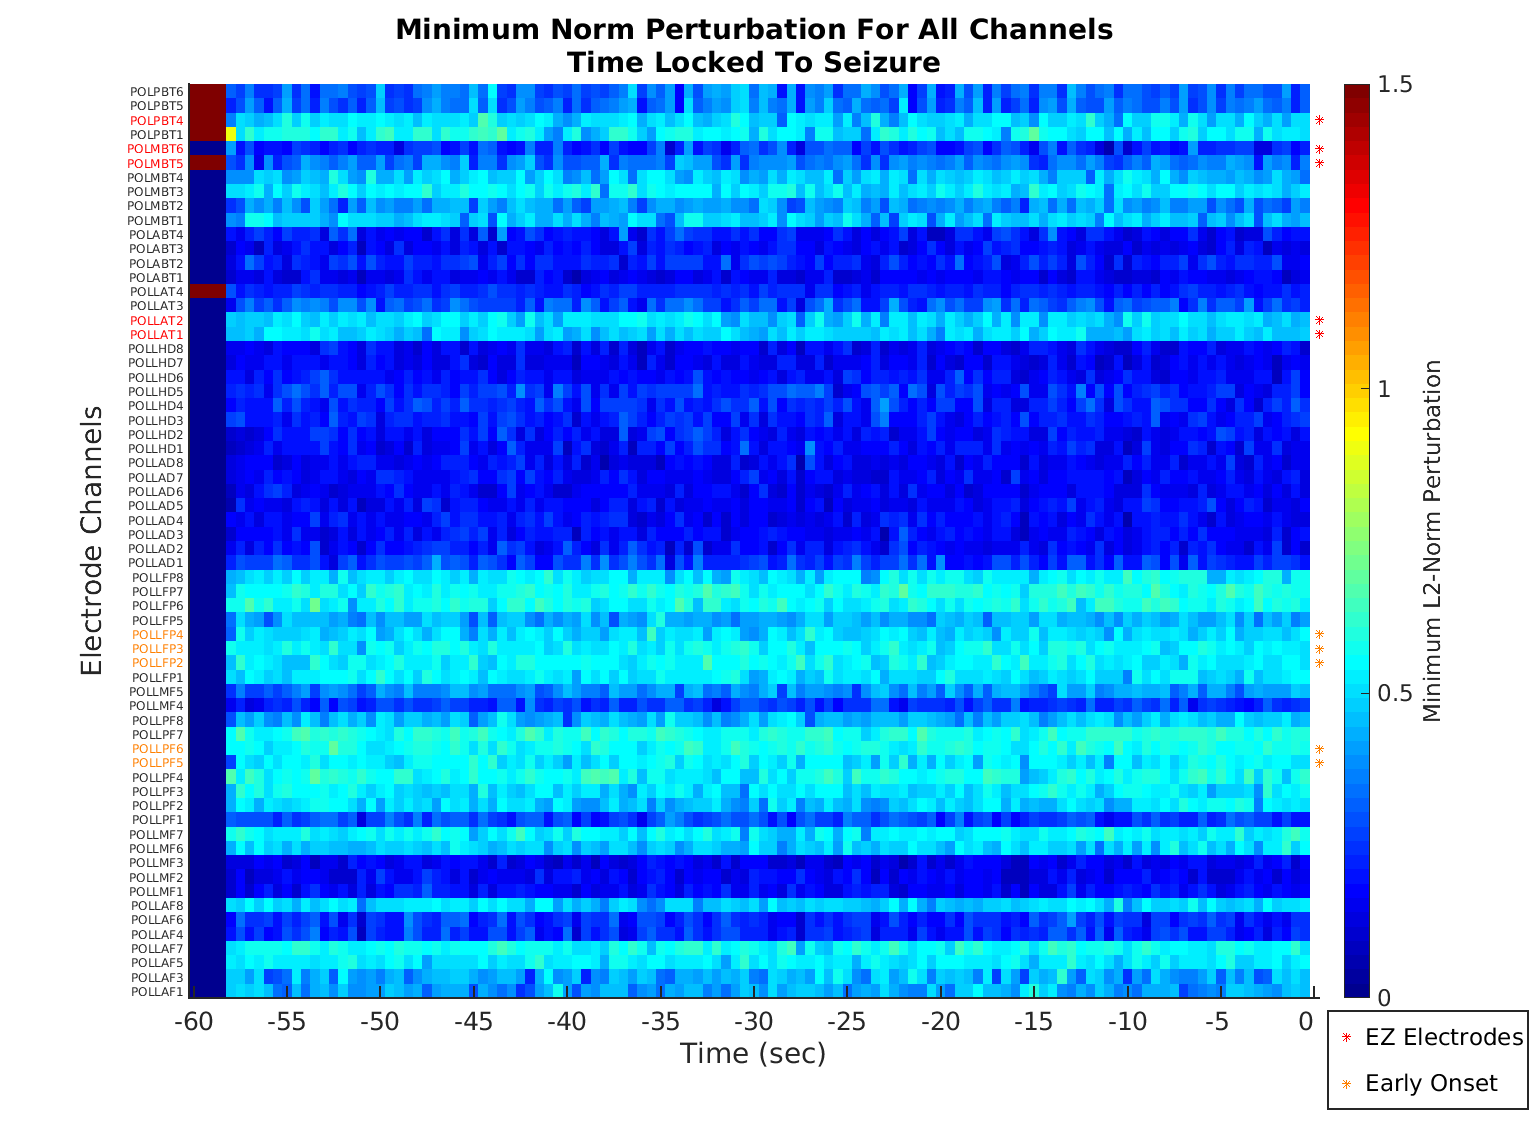 Minimum Norm Perturbation For All Channels
Time Locked To Seizure
POLPBT6
POLPBT5
POLPBT4
POLPBT1
POLMBT6
POLMBT5
POLMBT4
POLMBT3
POLMBT2
POLMBT1
POLABT4
POLABT3
POLABT2
POLABT1
POLLAT4
POLLAT3
POLLAT2
POLLAT1
POLLHD8
POLLHD7
POLLHD6
POLLHD5
POLLHD4
POLLHD3
POLLHD2
POLLHD1
POLLAD8
POLLAD7
POLLAD6
POLLAD5
POLLAD4
POLLAD3
POLLAD2
POLLAD1
POLLFP8
POLLFP7
POLLFP6
POLLFP5
POLLFP4
POLLFP3
POLLFP2
POLLFP1
POLLMF5
POLLMF4
POLLPF8
POLLPF7
POLLPF6
POLLPF5
POLLPF4
POLLPF3
POLLPF2
POLLPF1
POLLMF7
POLLMF6
POLLMF3
POLLMF2
POLLMF1
POLLAF8
POLLAF6
POLLAF4
POLLAF7
POLLAF5
POLLAF3
POLLAF1
Electrode Channels
-60 -55 -50 -45 -40 -35 -30 -25 -20 -15 -10 -5 0
Time (sec)
1.5
1
0.5
0
Minimum L2-Norm Perturbation
EZ Electrodes
Early Onset